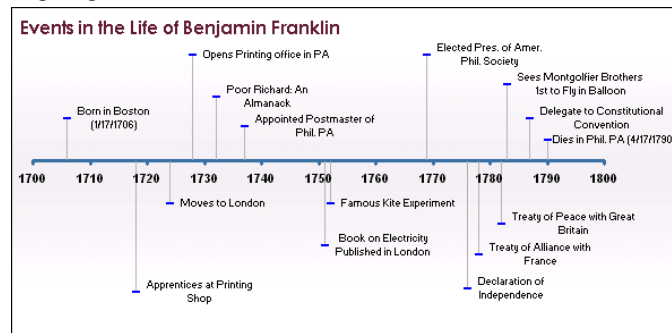 Events in the Life of Benjamin Franklin
Opens Printing office in PA
Elected Pres. of Amer.
Phil. Society
Sees Montgolfier Brothers
1st to Fly in Balloon
Poor Richard: An
Almanack
Born in Boston
(1/17/1706)
Appointed Postmaster of
Phil. PA
Delegate to Constitutional
Convention
Dies in Phil. PA (4/17/1790
1700 1710 1720 1730 1740 1750 1760 1770 1780 1790 1800
Moves to London
Famous Kite Experiment
Treaty of Peace with Great
Britain
Book on Electricity
Published in London
Treaty of Alliance with
France
Apprentices at Printing
Shop
Declaration of
Independence